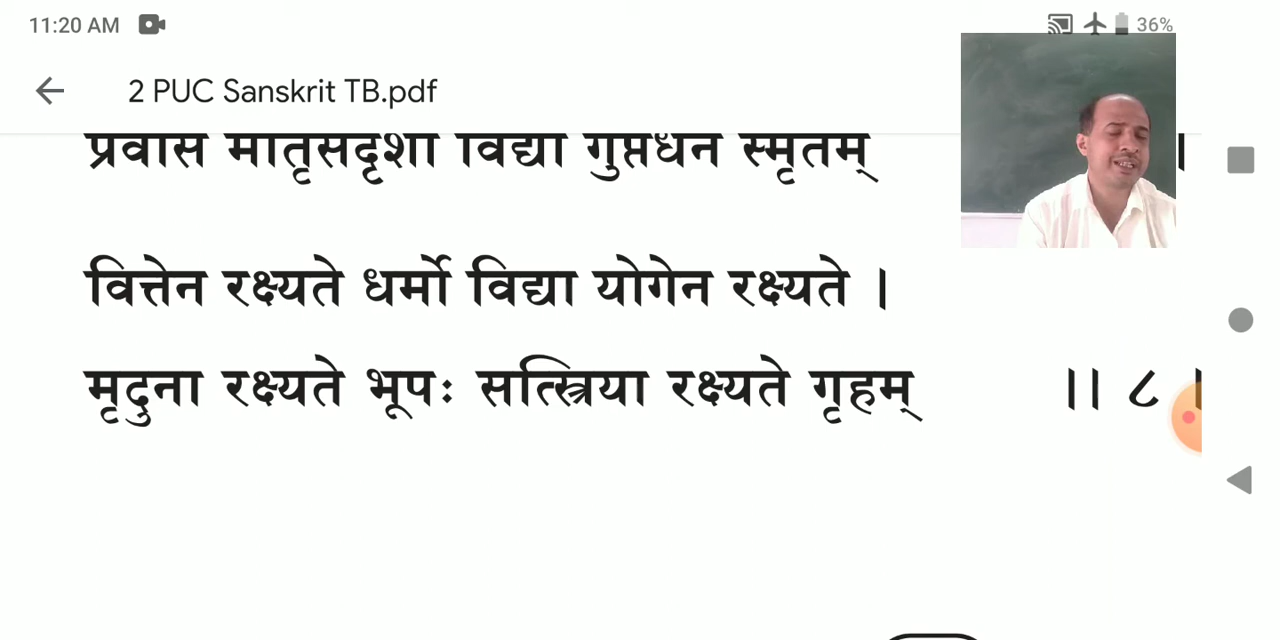 11:20 AM 36%
2 PUC Sanskrit TB.pdf
प्रवासे मातृसदृशी विद्या गुप्तधनं स्मृतम् ।
वित्तेन रक्ष्यते धर्मो विद्या योगेन रक्ष्यते ।
मृदुना रक्ष्यते भूपः सत्स्त्रिया रक्ष्यते गृहम् ।। ८ ।